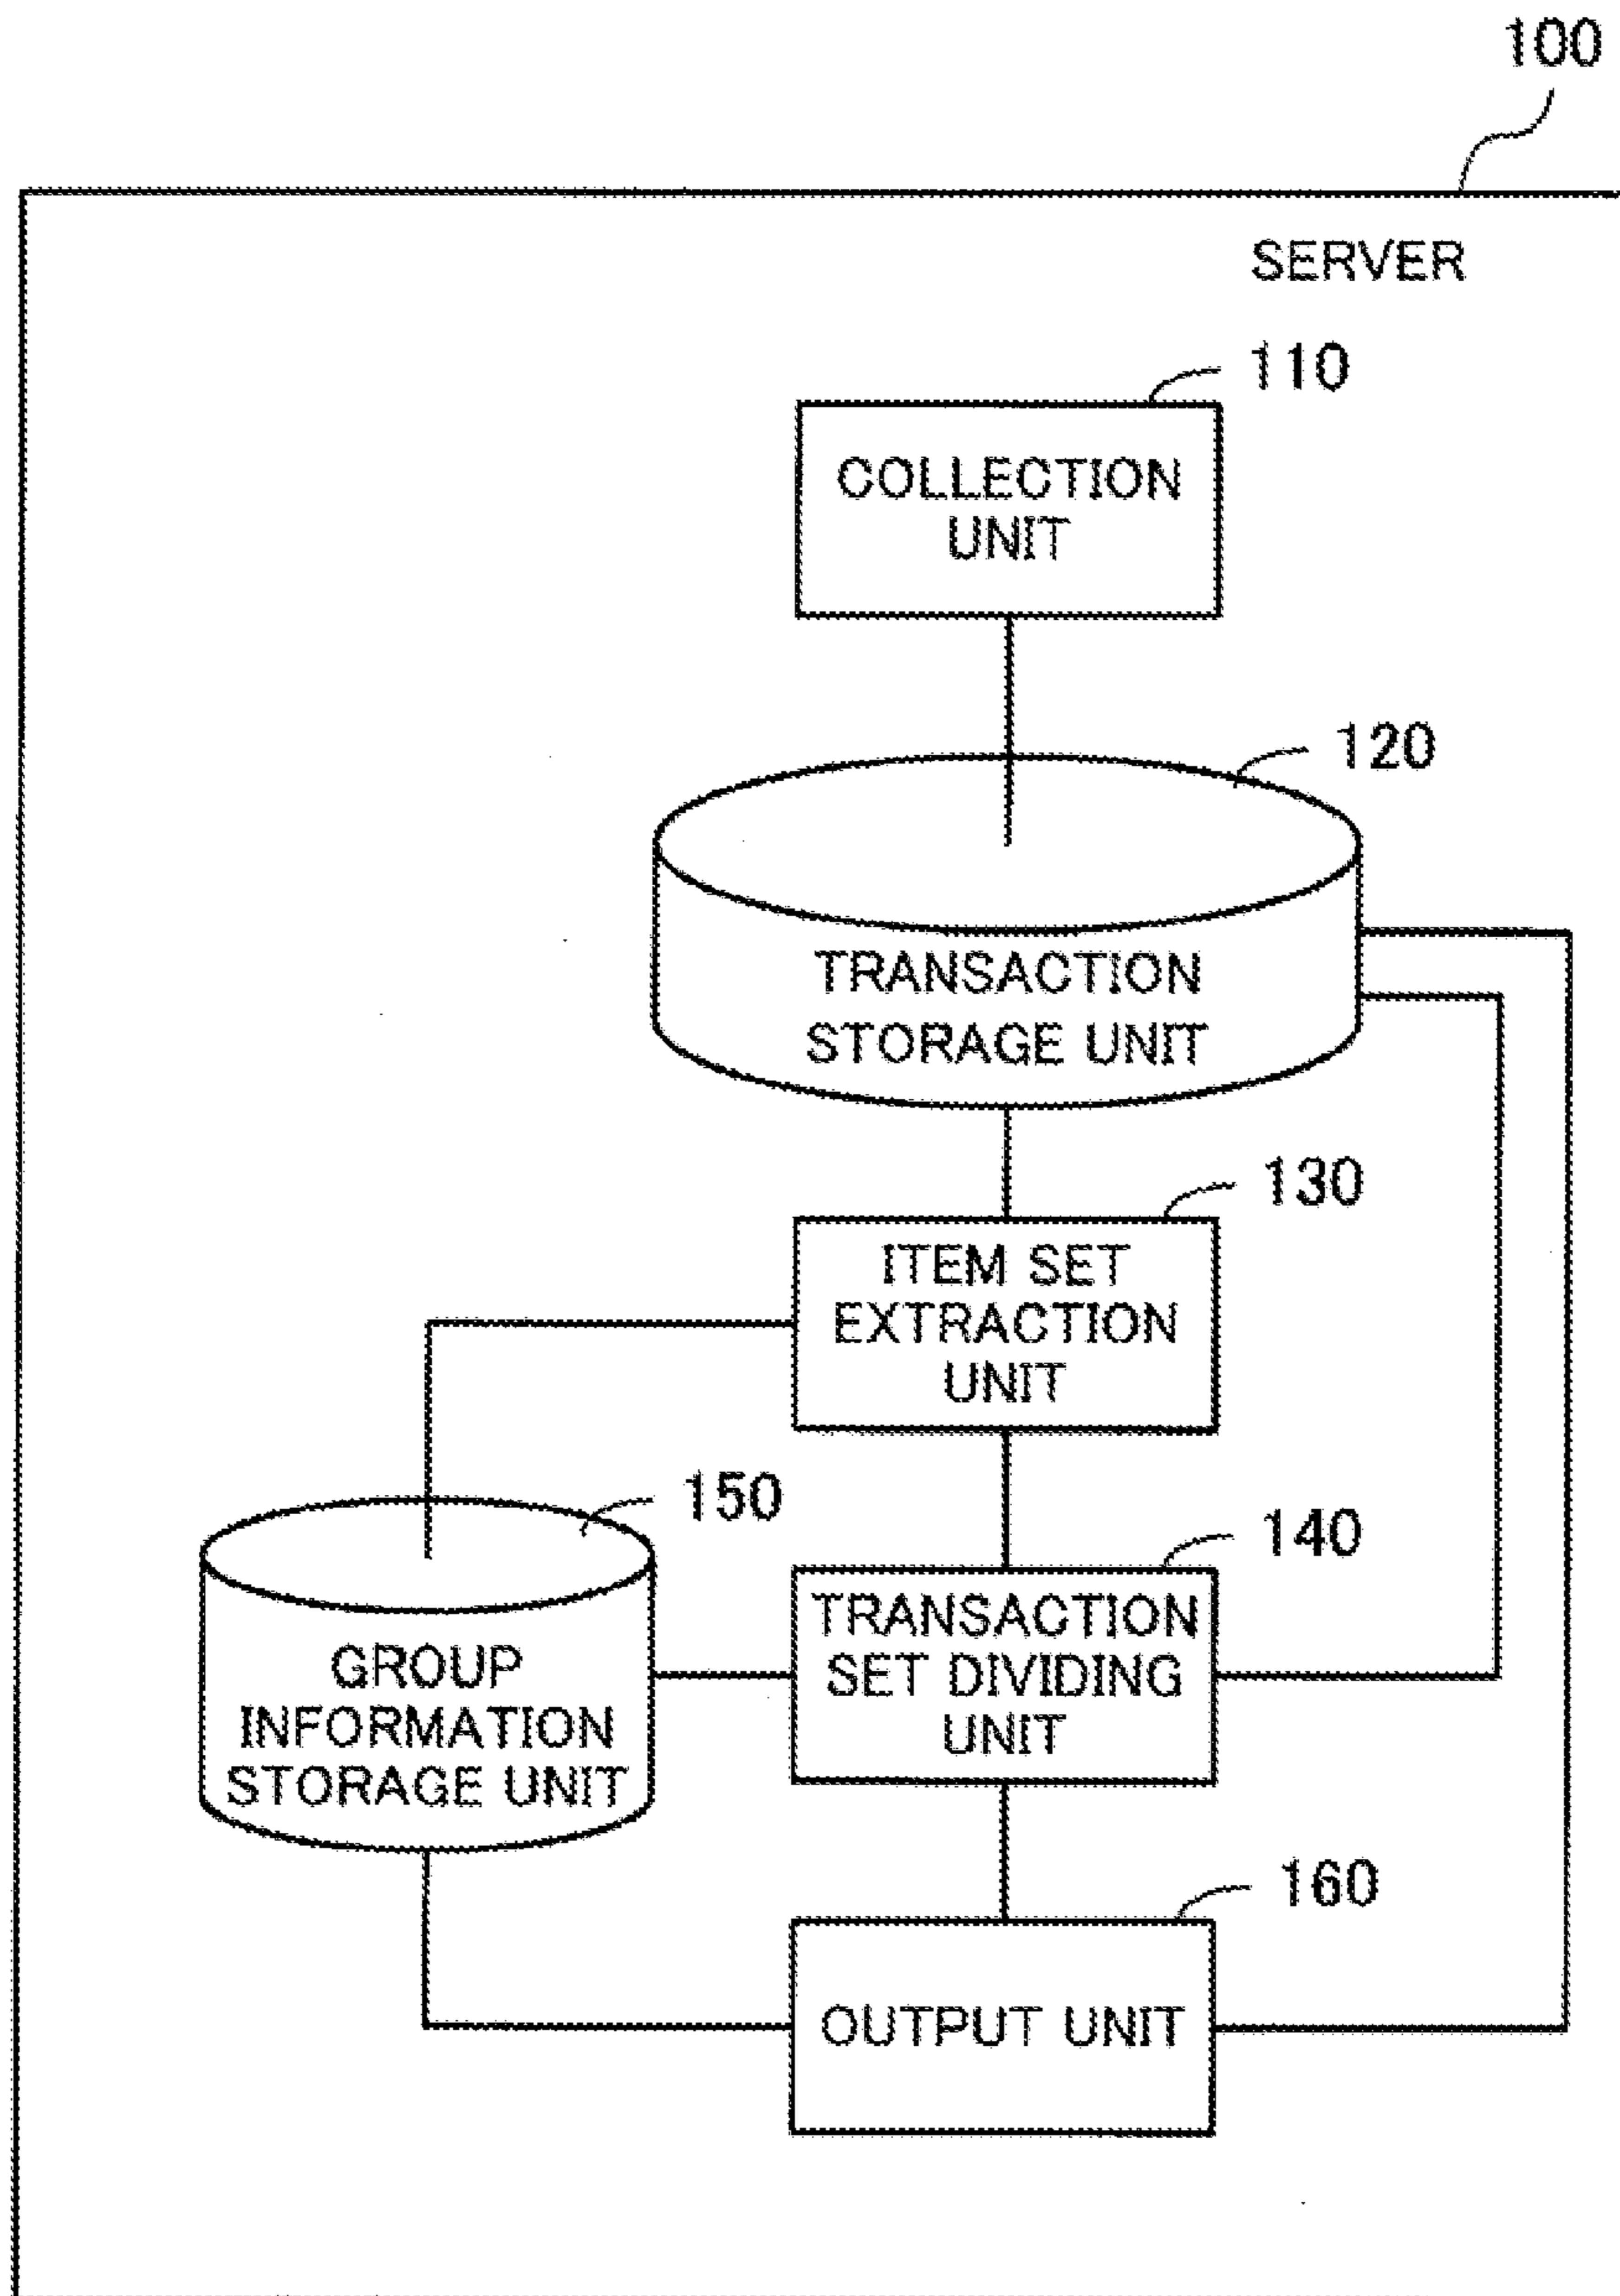 100
SERVER
110
COLLECTION
UNIT
120
TRANSACTION
STORAGE UNIT
130
ITEM SET
EXTRACTION
UNIT
150
GROUP
INFORMATION
STORAGE UNIT
140
TRANSACTION
SET DIVIDING
UNIT
160
OUTPUT UNIT